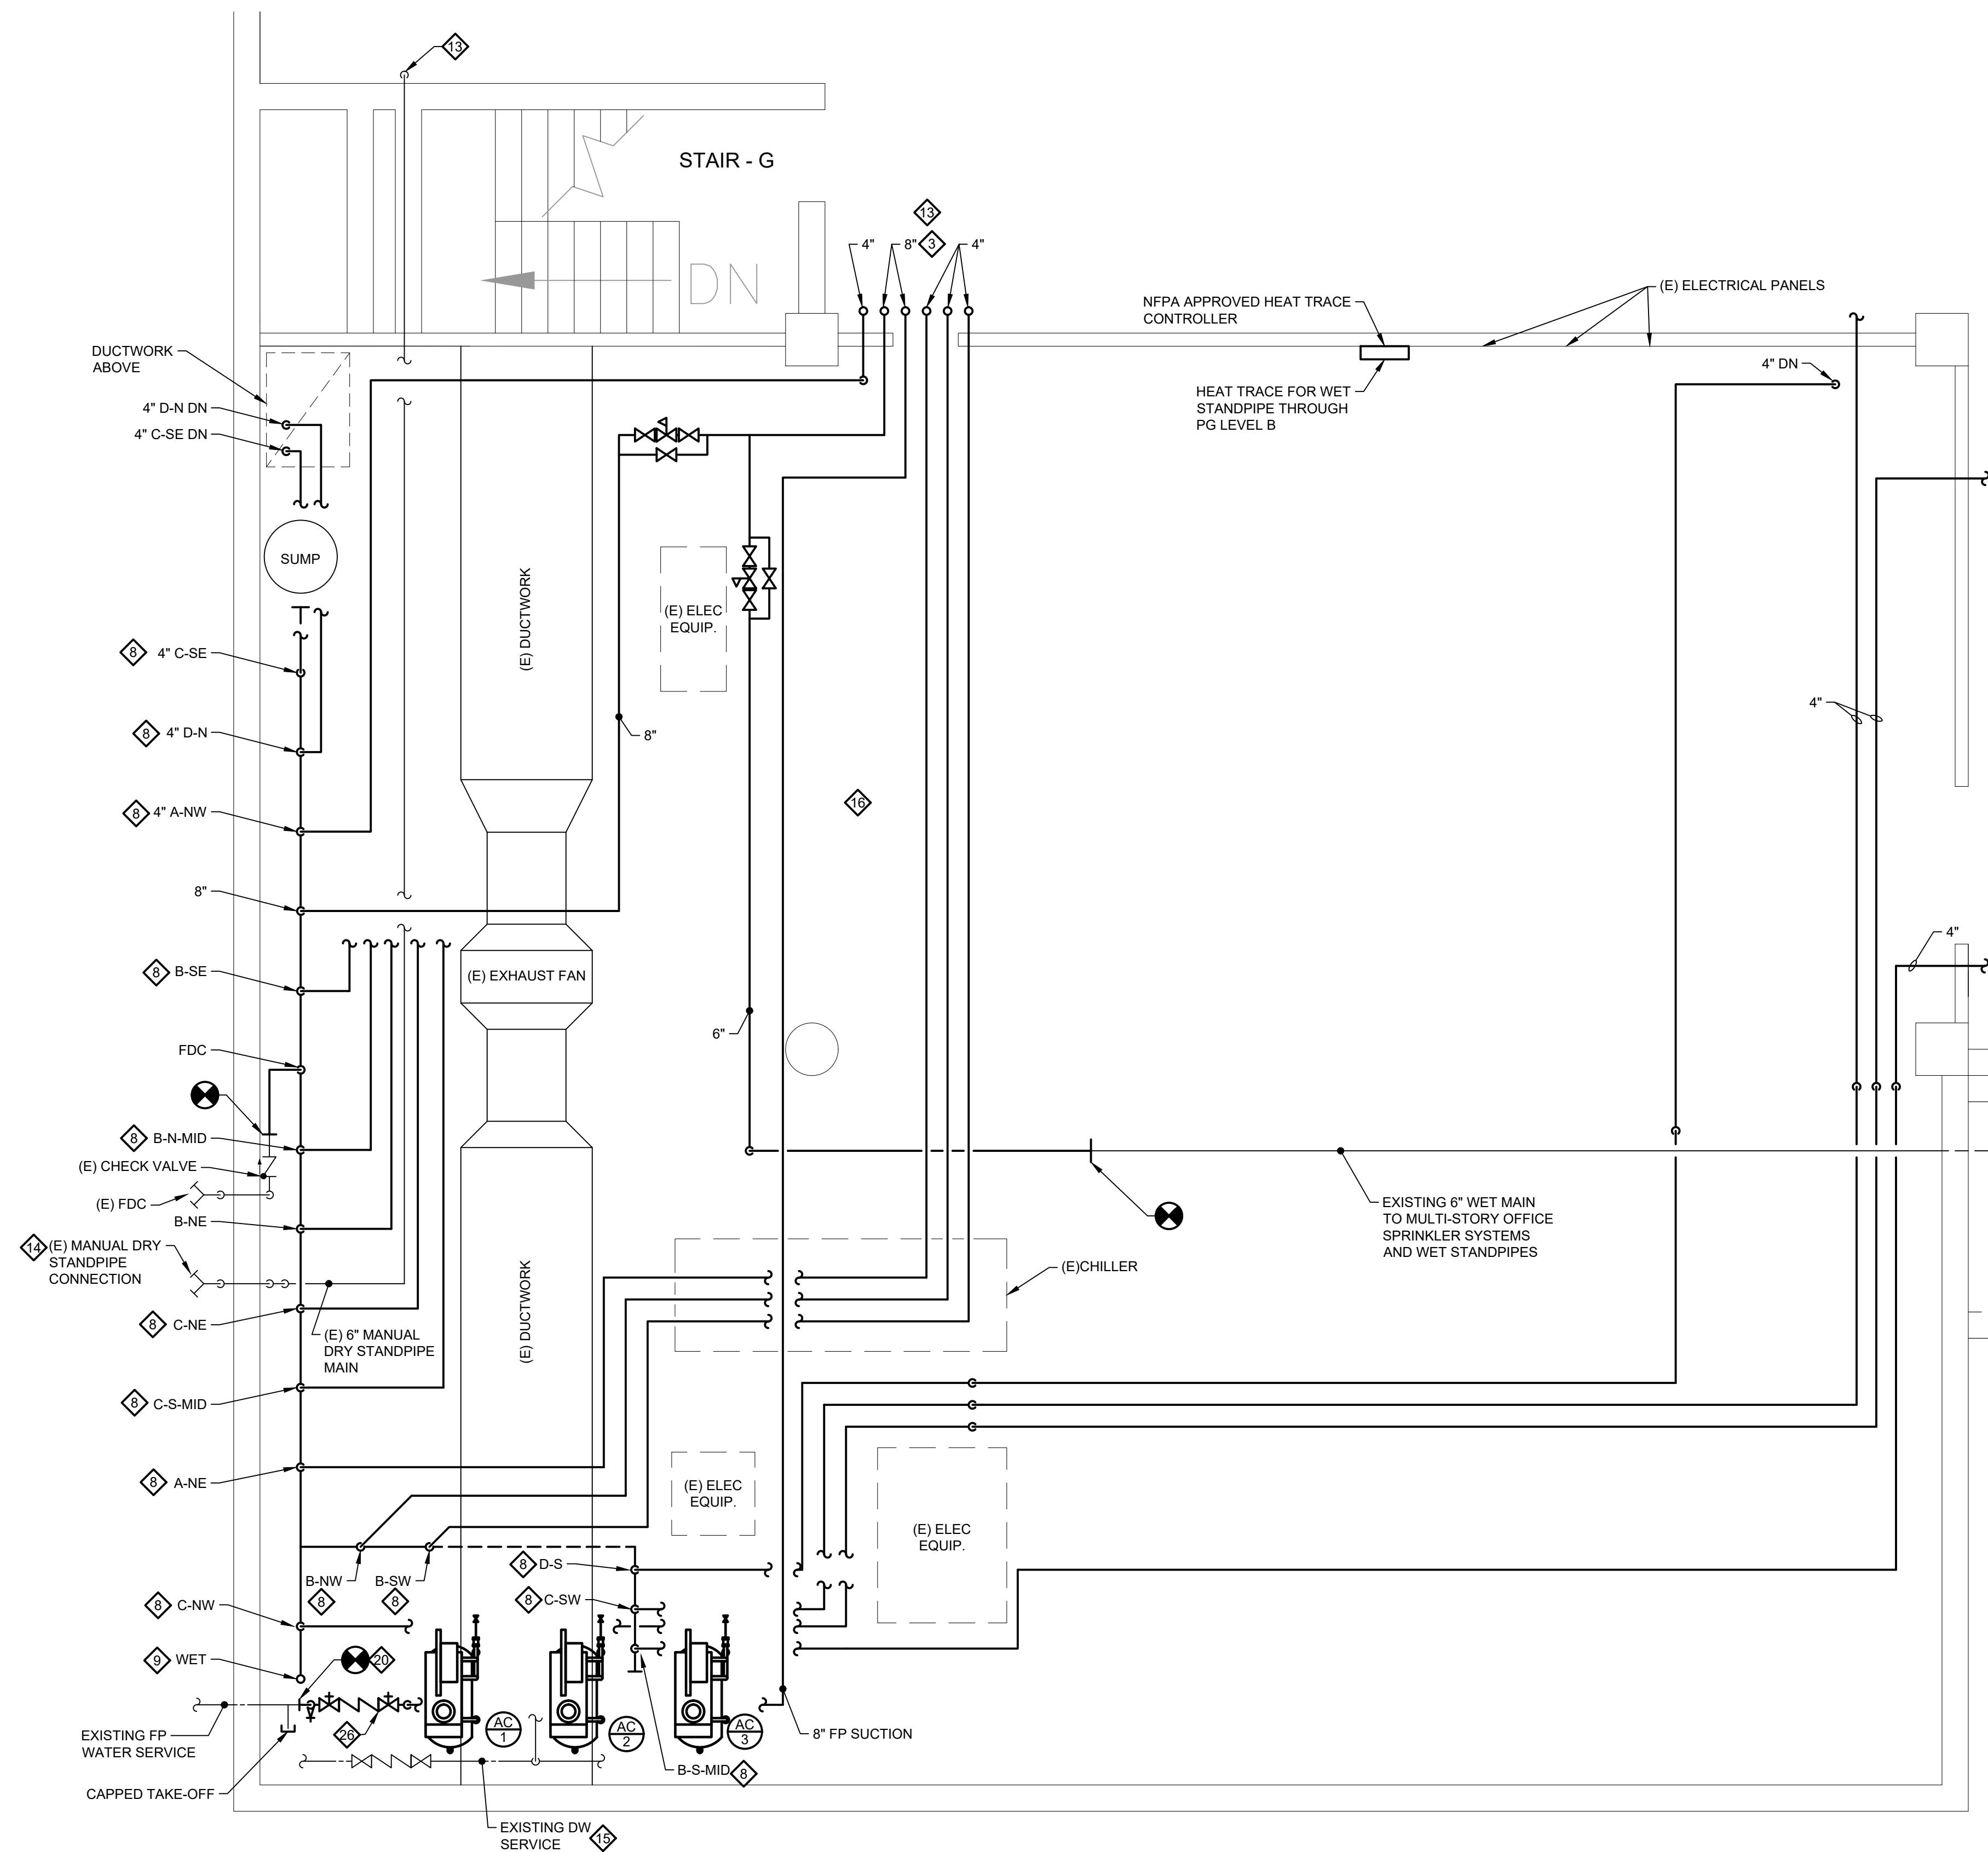 13
STAIR - G
13
4"
8"
3
4"
DN
(E) ELECTRICAL PANELS
NFPA APPROVED HEAT TRACE
CONTROLLER
DUCTWORK
ABOVE
4" DN
HEAT TRACE FOR WET
STANDPIPE THROUGH
PG LEVEL B
4" D-N DN
4" C-SE DN
SUMP
(E) DUCTWORK
(E) ELEC
EQUIP.
8
4" C-SE
4"
8
4" D-N
8"
16
8
4" A-NW
8"
4"
8
B-SE
(E) EXHAUST FAN
6"
FDC
8
B-N-MID
(E) CHECK VALVE
(E) FDC
B-NE
EXISTING 6" WET MAIN
TO MULTI-STORY OFFICE
SPRINKLER SYSTEMS
AND WET STANDPIPES
14
(E) MANUAL DRY
STANDPIPE
CONNECTION
(E)CHILLER
(E) DUCTWORK
8
C-NE
(E) 6" MANUAL
DRY STANDPIPE
MAIN
8
C-S-MID
8
A-NE
(E) ELEC
EQUIP.
(E) ELEC
EQUIP.
8
D-S
B-NW
8
B-SW
8
8
C-SW
8
C-NW
9
WET
20
26
AC
1
AC
2
AC
3
EXISTING FP
WATER SERVICE
8" FP SUCTION
B-S-MID
8
CAPPED TAKE-OFF
EXISTING DW
SERVICE
15